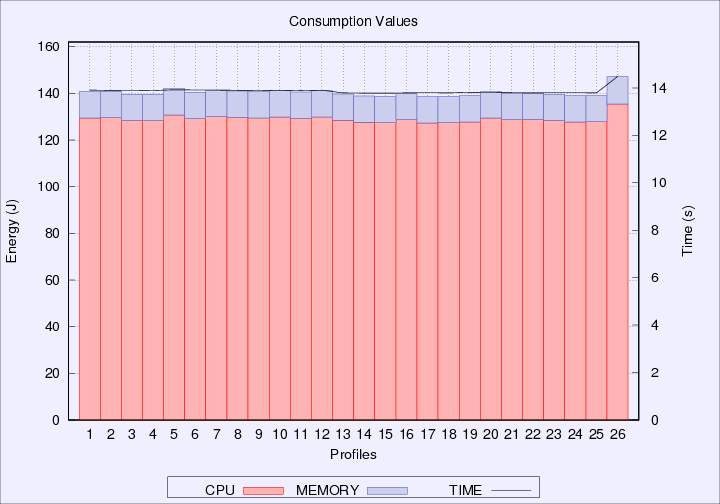 Consumption Values
160
140
120
100
80
60
40
20
0
Energy (J)
14
12
10
8
6
4
2
0
Time (s)
1 2 3 4 5 6 7 8 9 10 11 12 13 14 15 16 17 18 19 20 21 22 23 24 25 26
Profiles
CPU MEMORY TIME